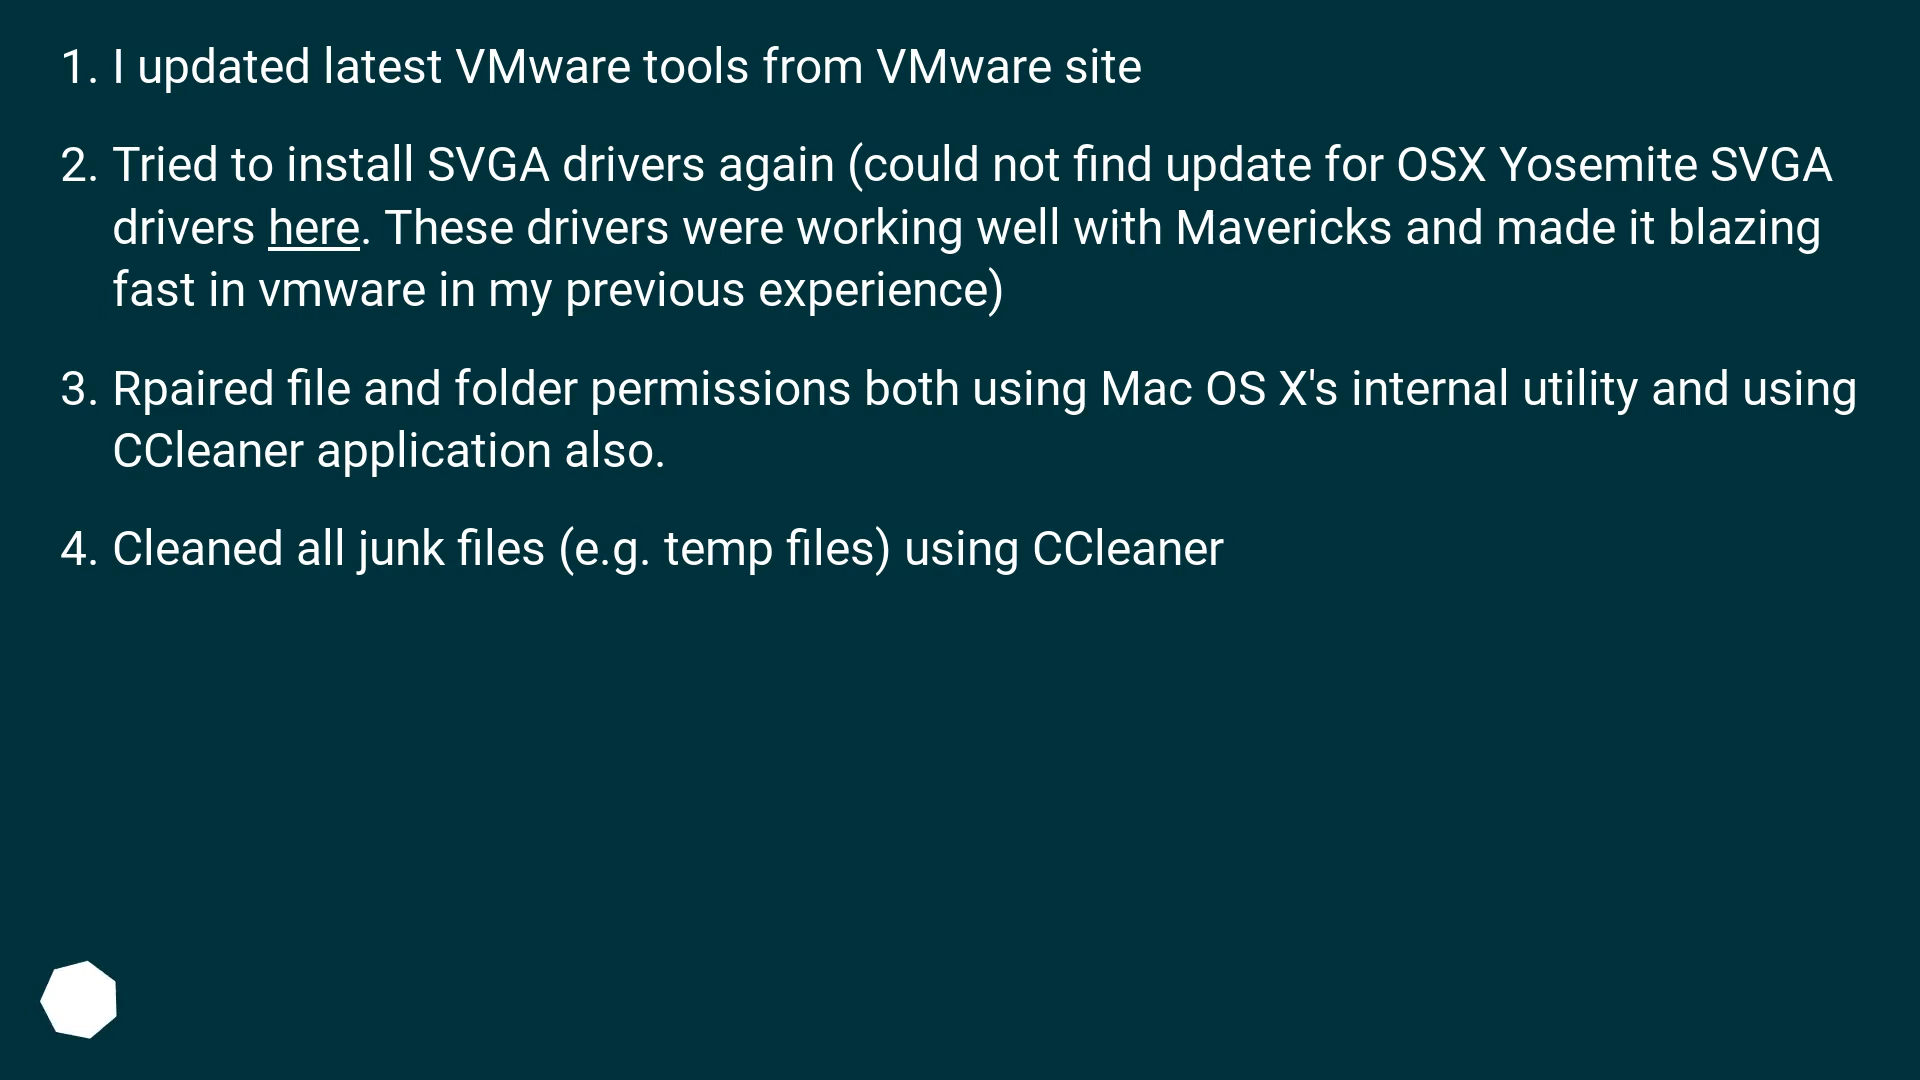 1. I updated latest VMware tools from VMware site
2. Tried to install SVGA drivers again (could not find update for OSX Yosemite SVGA
drivers here. These drivers were working well with Mavericks and made it blazing
fast in vmware in my previous experience)
3. Rpaired file and folder permissions both using Mac OS X's internal utility and using
CCleaner application also.
4. Cleaned all junk files (e.g. temp files) using CCleaner